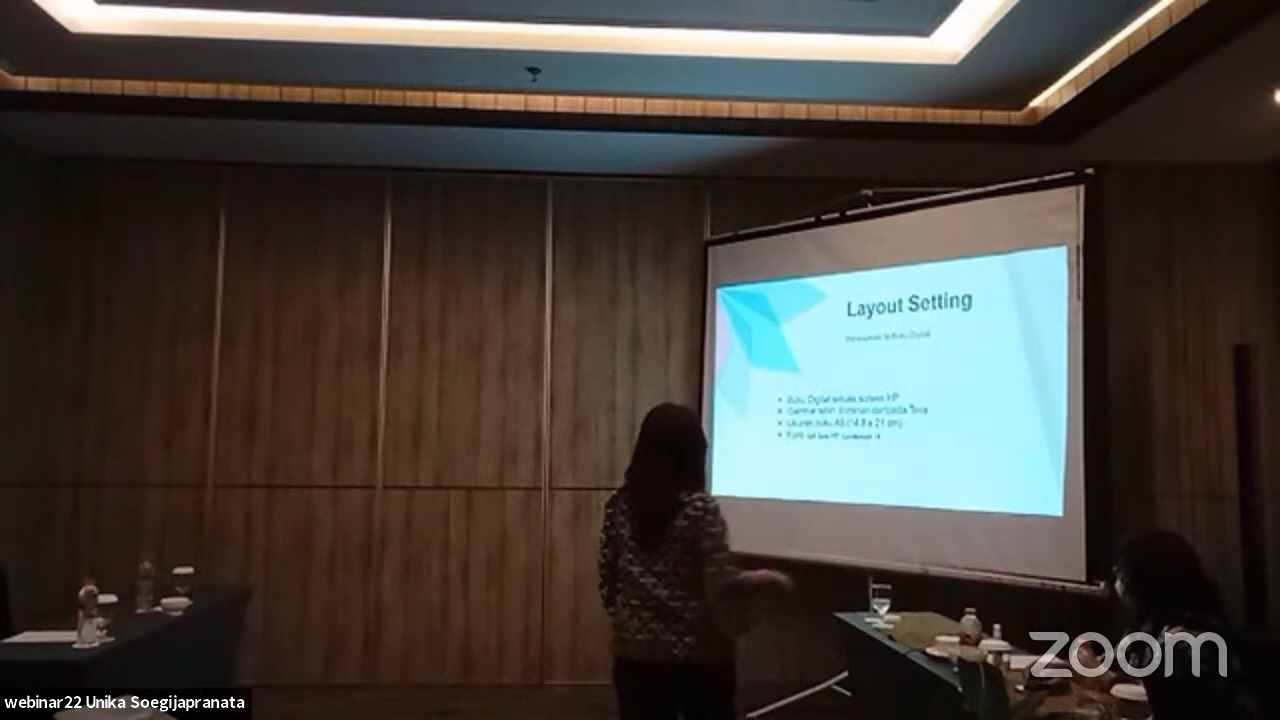 Layout Setting
Buku Digital sesuai screen HP
Gambar lebih dominan daripada Teks
Ukuran buku A5 (14.8 x 21 cm)
Font
zoom
webinar22 Unika Soegijapranata